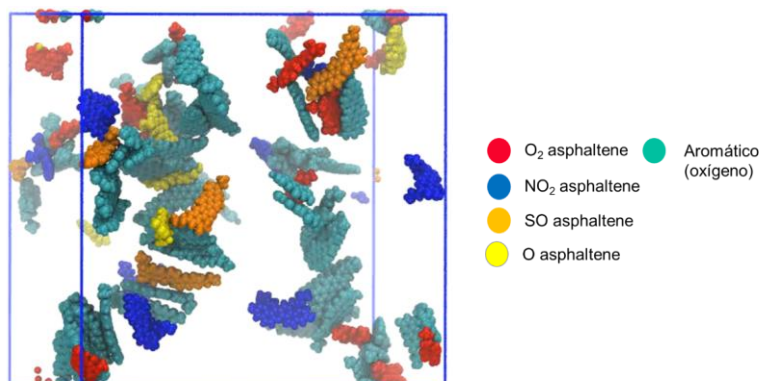 O₂ asphaltene
Aromático
(oxígeno)
NO₂ asphaltene
SO asphaltene
O asphaltene